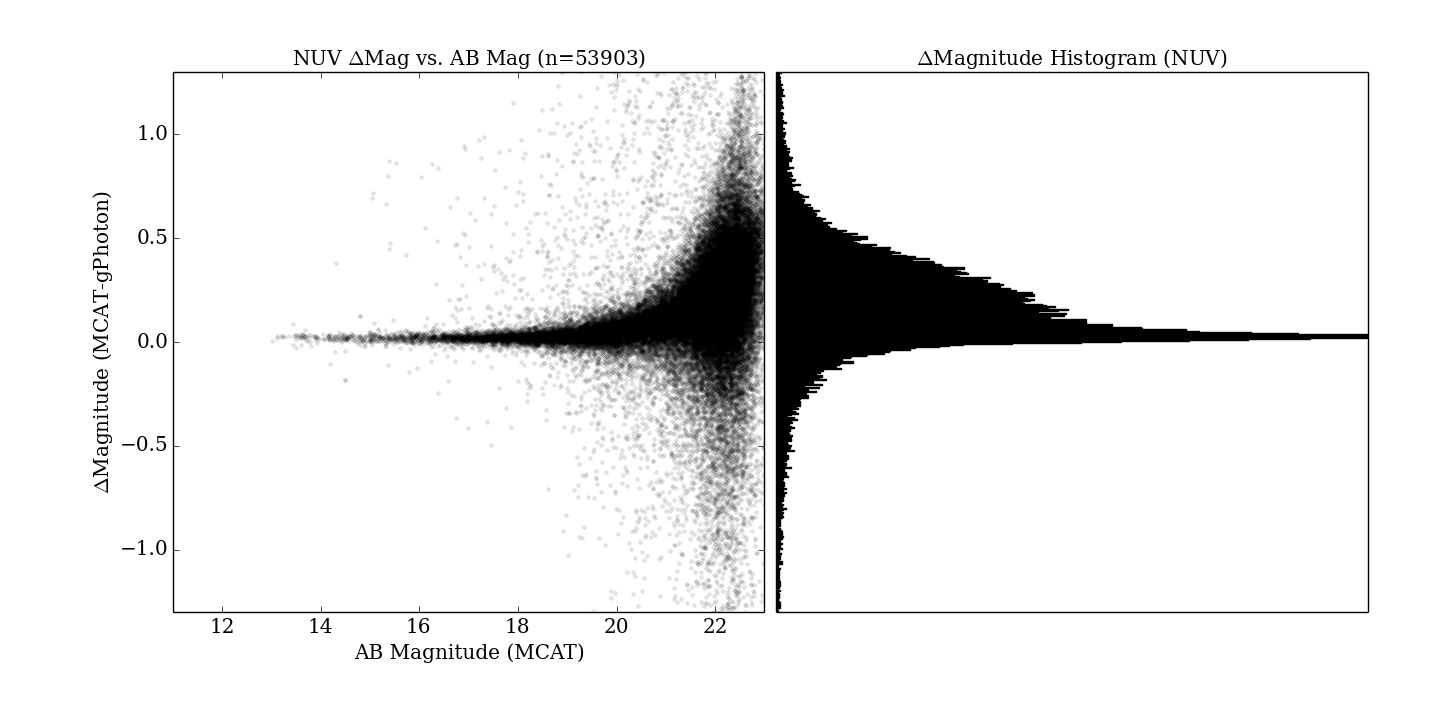 NUV ΔMag vs. AB Mag (n=53903)
ΔMagnitude Histogram (NUV)
ΔMagnitude (MCAT-gPhoton)
1.0
0.5
0.0
−0.5
−1.0
12 14 16 18 20 22
AB Magnitude (MCAT)